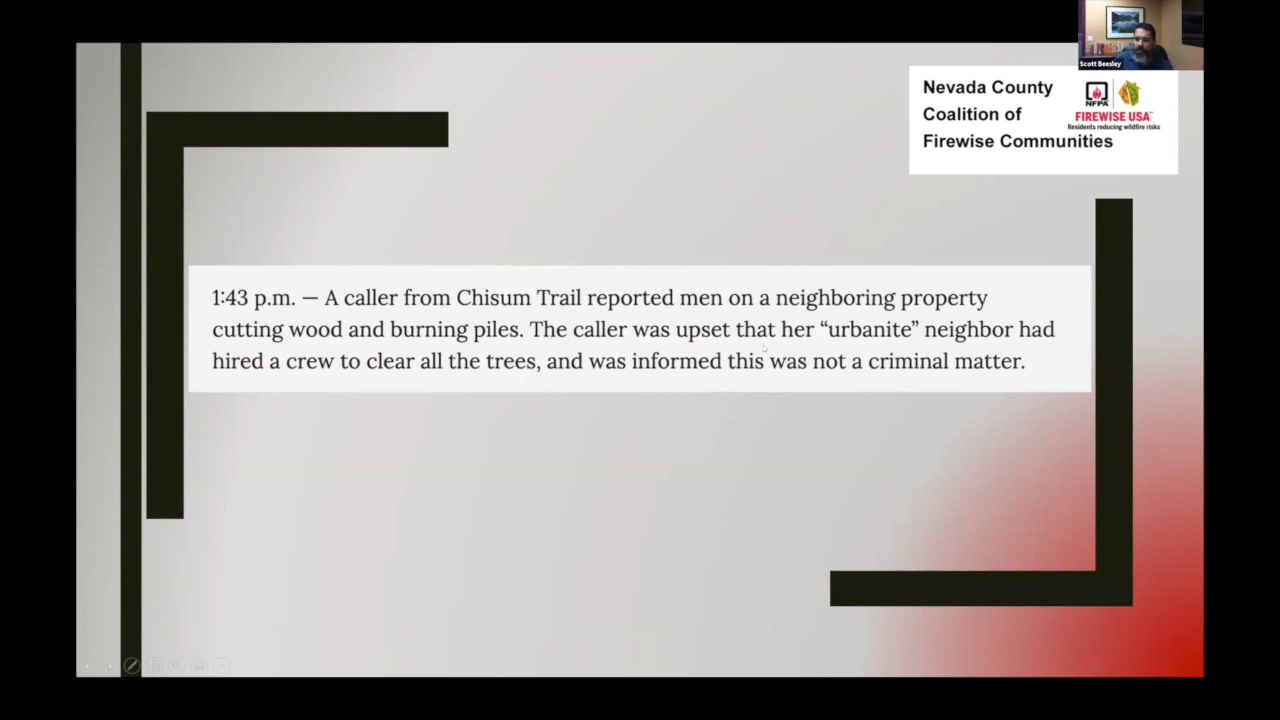 Scott Beesley
Nevada County
Coalition of
Firewise Communities
NFPA
FIREWISE USA™
Residents reducing wildfire risks
1:43 p.m. — A caller from Chisum Trail reported men on a neighboring property
cutting wood and burning piles. The caller was upset that her “urbanite” neighbor had
hired a crew to clear all the trees, and was informed this was not a criminal matter.